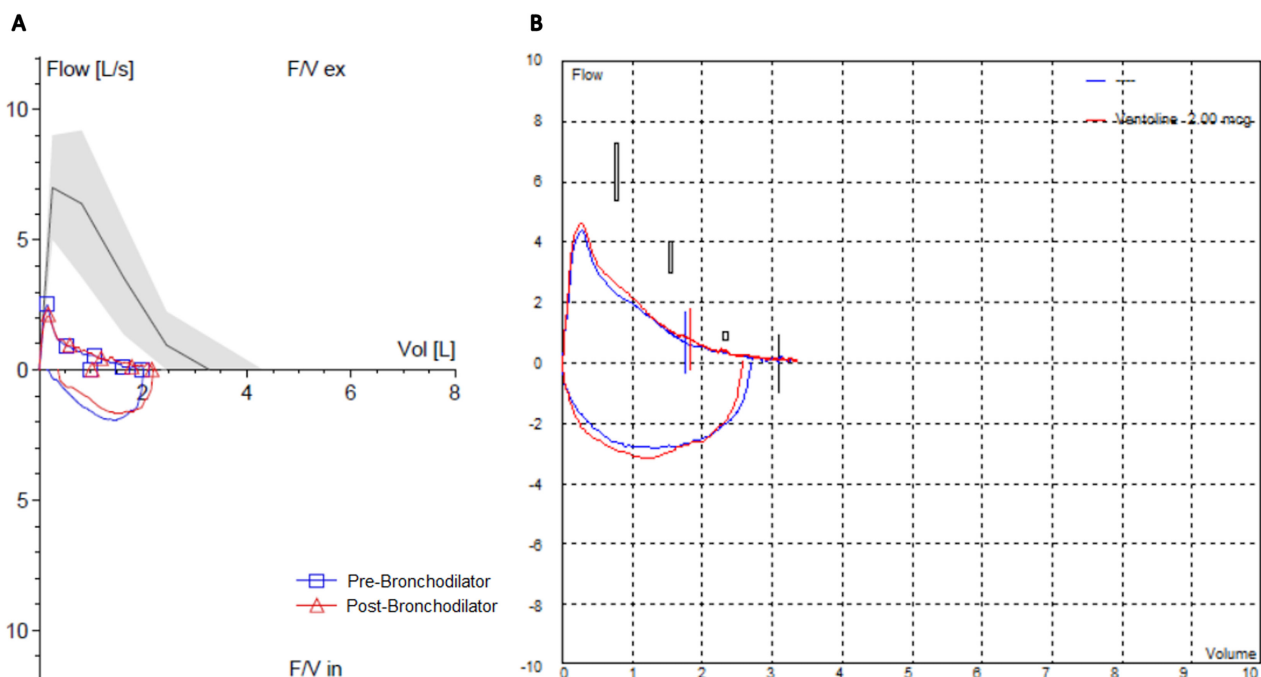 A
Flow [L/s]
F/V ex
10
5
Vol [L]
0
2
4
6
8
5
Pre-Bronchodilator
Post-Bronchodilator
10
F/V in
B
10
Flow
8
Ventoline 2.00 mcg
6
4
2
0
-2
-4
-6
-8
Volume
-10
0
1
2
3
4
5
6
7
8
9
10